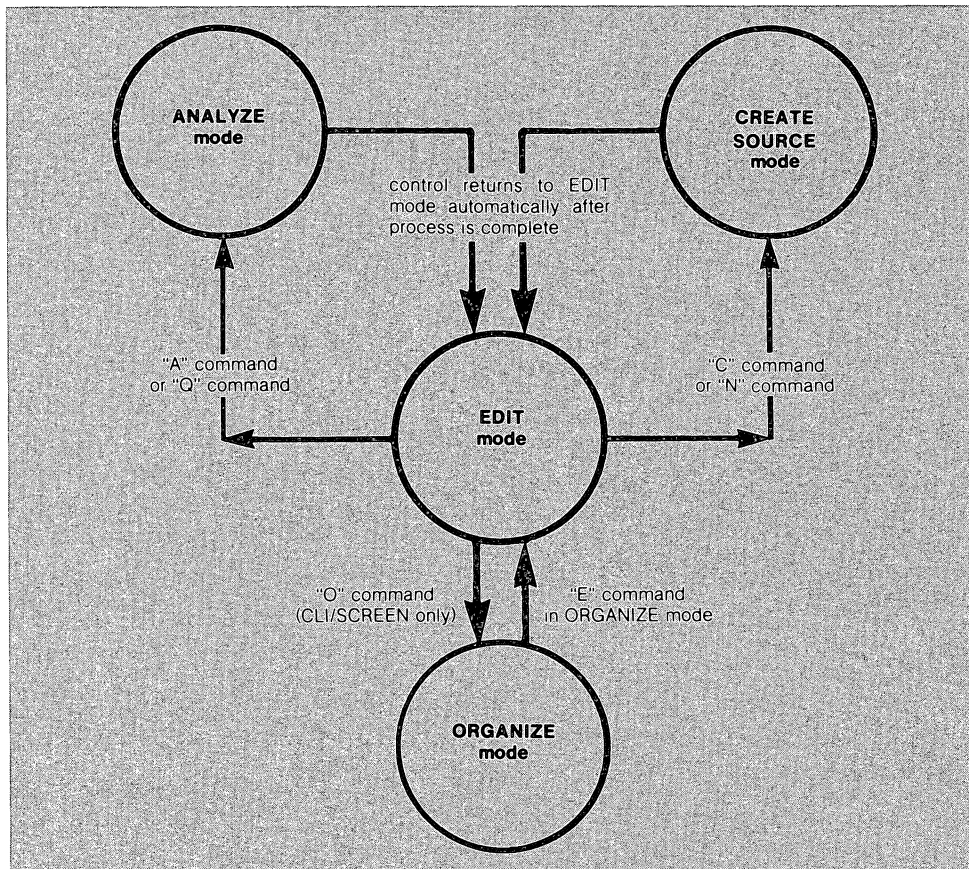 ANALYZE
mode
CREATE
SOURCE
mode
control returns to EDIT
mode automatically after
process is complete
"A" command
or "Q" command
"C" command
or "N" command
EDIT
mode
"O" command
(CLI/SCREEN only)
"E" command
in ORGANIZE mode
ORGANIZE
mode